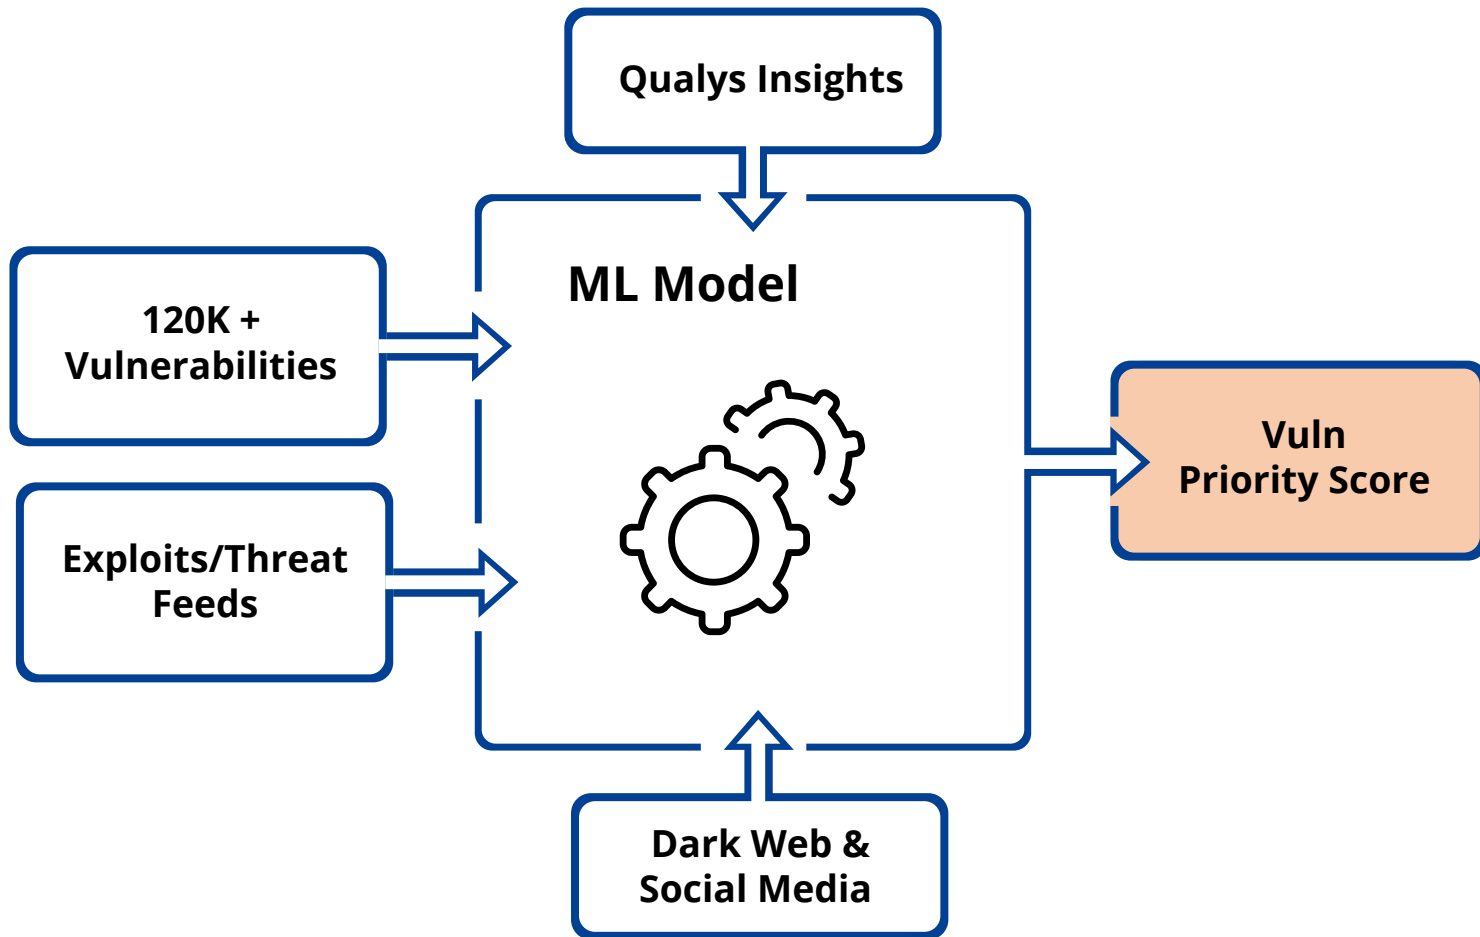 Qualys Insights
ML Model
120K +
Vulnerabilities
Exploits/Threat
Feeds
Vuln
Priority Score
Dark Web &
Social Media